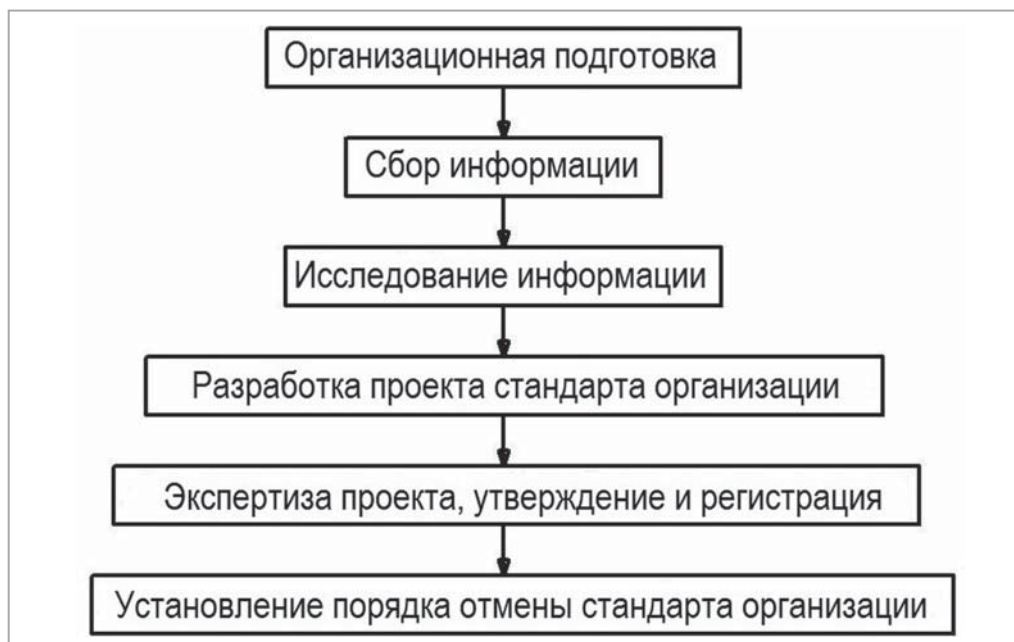 Организационная подготовка
Сбор информации
Исследование информации
Разработка проекта стандарта организации
Экспертиза проекта, утверждение и регистрация
Установление порядка отмены стандарта организации